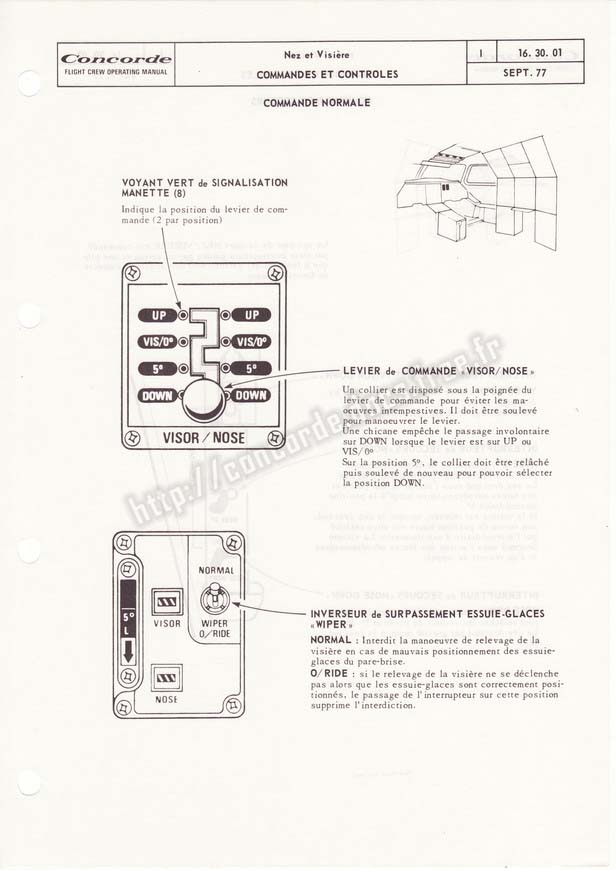 Concorde
FLIGHT CREW OPERATING MANUAL
Nez et Visière
COMMANDES ET CONTROLES
I
16. 30. 01
SEPT. 77
COMMANDE NORMALE
VOYANT VERT de SIGNALISATION
MANETTE (8)
Indique la position du levier de com-
mande (2 par position)
UP UP
VIS/0° VIS/0°
5° 5°
DOWN DOWN
VISOR / NOSE
LEVIER de COMMANDE «VISOR/NOSE»
Un collier est disposé sous la poignée du
levier de commande pour éviter les ma-
oeuvres intempestives. Il doit être soulevé
pour manoeuvrer le levier.
Une chicane empêche le passage involontaire
sur DOWN lorsque le levier est sur UP ou
VIS/0°
Sur la position 5°, le collier doit être relâché
puis soulevé de nouveau pour pouvoir sélecter
la position DOWN.
5°
L
VISOR
NOSE
NORMAL
WIPER
O/RIDE
INVERSEUR de SURPASSEMENT ESSUIE-GLACES
«WIPER»
NORMAL : Interdit la manoeuvre de relevage de la
visière en cas de mauvais positionnement des essuie-
glaces du pare-brise.
O/RIDE : si le relevage de la visière ne se déclenche
pas alors que les essuie-glaces sont correctement posi-
tionnés, le passage de l'interrupteur sur cette position
supprime l'interdiction.